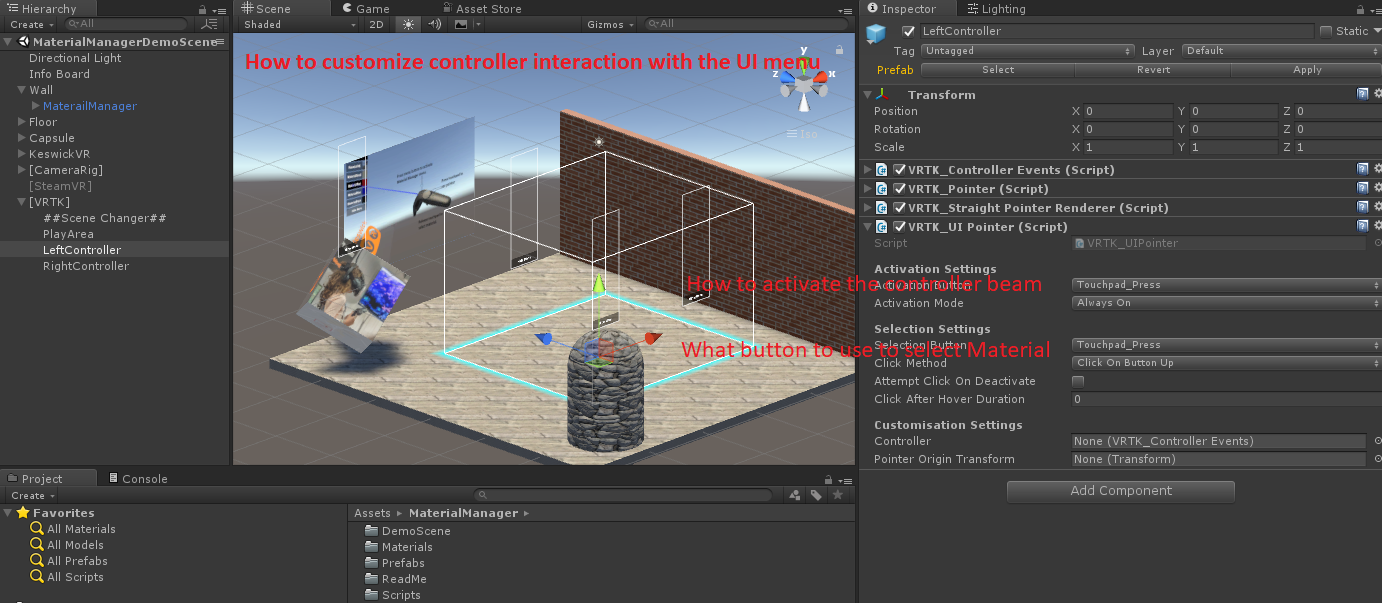 Hierarchy
Create
All
MaterialManagerDemoScene
Directional Light
Info Board
Wall
MaterailManager
Floor
Capsule
KeswickVR
[CameraRig]
[SteamVR]
[VRTK]
##Scene Changer##
PlayArea
LeftController
RightController
Scene
Game
Asset Store
Shaded
2D
Gizmos
All
How to customize controller interaction with the UI menu
y
z
x
Iso
How to activate the controller beam
What button to use to select Material
Inspector
Lighting
LeftController
Static
Tag Untagged
Layer Default
Prefab
Select
Revert
Apply
Transform
Position X 0 Y 0 Z 0
Rotation X 0 Y 0 Z 0
Scale X 1 Y 1 Z 1
VRTK_Controller Events (Script)
VRTK_Pointer (Script)
VRTK_Straight Pointer Renderer (Script)
VRTK_UI Pointer (Script)
Script VRTK_UIPointer
Activation Settings
Activation Button Touchpad_Press
Activation Mode Always On
Selection Settings
Selection Button Touchpad_Press
Click Method Click On Button Up
Attempt Click On Deactivate
Click After Hover Duration 0
Customisation Settings
Controller None (VRTK_Controller Events)
Pointer Origin Transform None (Transform)
Add Component
Project
Console
Create
Favorites
All Materials
All Models
All Prefabs
All Scripts
Assets MaterialManager
DemoScene
Materials
Prefabs
ReadMe
Scripts